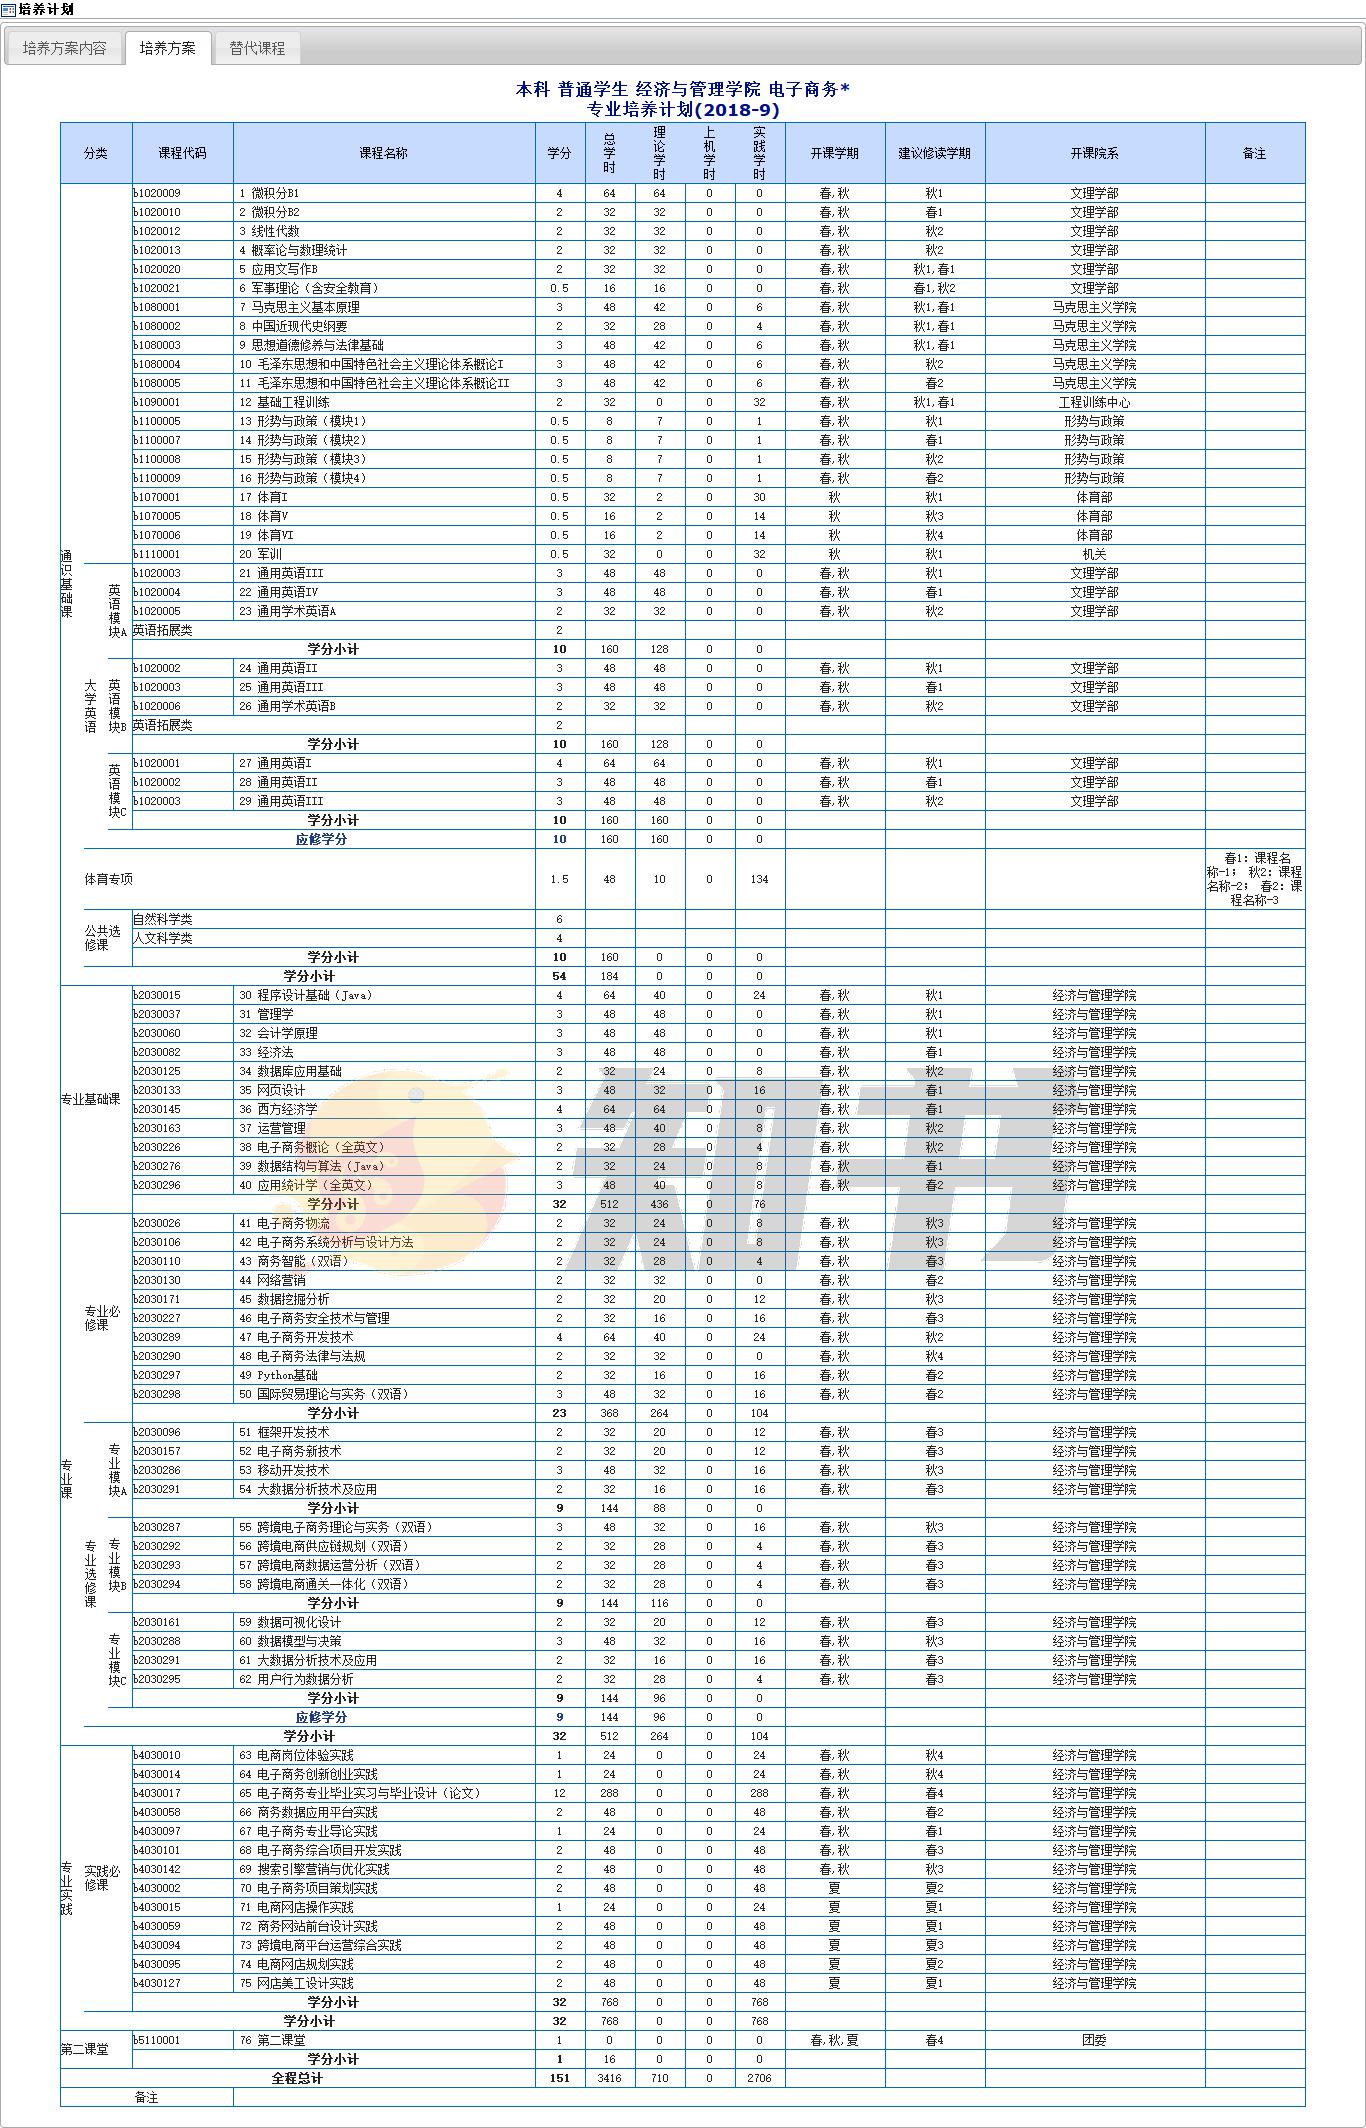 培养计划
培养方案内容 培养方案 替代课程
本科 普通学生 经济与管理学院 电子商务*
专业培养计划(2018-9)
分类 课程代码 课程名称 学分 总学时 理论学时 上机学时 实践学时 开课学期 建议修读学期 开课院系 备注
通识基础课
b1020009 1 微积分B1 4 64 64 0 0 春,秋 秋1 文理学部
b1020010 2 微积分B2 2 32 32 0 0 春,秋 春1 文理学部
b1020012 3 线性代数 2 32 32 0 0 春,秋 秋2 文理学部
b1020013 4 概率论与数理统计 2 32 32 0 0 春,秋 秋2 文理学部
b1020020 5 应用文写作B 2 32 32 0 0 春,秋 秋1,春1 文理学部
b1020021 6 军事理论（含安全教育） 0.5 16 16 0 0 春,秋 春1,秋2 文理学部
b1080001 7 马克思主义基本原理 3 48 42 0 6 春,秋 秋1,春1 马克思主义学院
b1080002 8 中国近现代史纲要 2 32 28 0 4 春,秋 秋1,春1 马克思主义学院
b1080003 9 思想道德修养与法律基础 3 48 42 0 6 春,秋 秋1,春1 马克思主义学院
b1080004 10 毛泽东思想和中国特色社会主义理论体系概论I 3 48 42 0 6 春,秋 秋2 马克思主义学院
b1080005 11 毛泽东思想和中国特色社会主义理论体系概论II 3 48 42 0 6 春,秋 春2 马克思主义学院
b1090001 12 基础工程训练 2 32 0 0 32 春,秋 秋1,春1 工程训练中心
b1100005 13 形势与政策（模块1） 0.5 8 7 0 1 春,秋 秋1 形势与政策
b1100007 14 形势与政策（模块2） 0.5 8 7 0 1 春,秋 春1 形势与政策
b1100008 15 形势与政策（模块3） 0.5 8 7 0 1 春,秋 秋2 形势与政策
b1100009 16 形势与政策（模块4） 0.5 8 7 0 1 春,秋 春2 形势与政策
b1070001 17 体育I 0.5 32 2 0 30 秋 秋1 体育部
b1070005 18 体育V 0.5 16 2 0 14 秋 秋3 体育部
b1070006 19 体育VI 0.5 16 2 0 14 秋 秋4 体育部
b1110001 20 军训 0.5 32 0 0 32 秋 秋1 机关
大学英语
英语模块A
b1020003 21 通用英语III 3 48 48 0 0 春,秋 秋1 文理学部
b1020004 22 通用英语IV 3 48 48 0 0 春,秋 春1 文理学部
b1020005 23 通用学术英语A 2 32 32 0 0 春,秋 秋2 文理学部
英语拓展类 2
学分小计 10 160 128 0 0
英语模块B
b1020002 24 通用英语II 3 48 48 0 0 春,秋 秋1 文理学部
b1020003 25 通用英语III 3 48 48 0 0 春,秋 春1 文理学部
b1020006 26 通用学术英语B 2 32 32 0 0 春,秋 秋2 文理学部
英语拓展类 2
学分小计 10 160 128 0 0
英语模块C
b1020001 27 通用英语I 4 64 64 0 0 春,秋 秋1 文理学部
b1020002 28 通用英语II 3 48 48 0 0 春,秋 春1 文理学部
b1020003 29 通用英语III 3 48 48 0 0 春,秋 秋2 文理学部
学分小计 10 160 160 0 0
应修学分 10 160 160 0 0
体育专项 1.5 48 10 0 134 春1：课程名称-1； 秋2：课程名称-2； 春2：课程名称-3
公共选修课
自然科学类 6
人文科学类 4
学分小计 10 160 0 0 0
学分小计 54 184 0 0 0
专业基础课
b2030015 30 程序设计基础（Java） 4 64 40 0 24 春,秋 秋1 经济与管理学院
b2030037 31 管理学 3 48 48 0 0 春,秋 秋1 经济与管理学院
b2030060 32 会计学原理 3 48 48 0 0 春,秋 秋1 经济与管理学院
b2030082 33 经济法 3 48 48 0 0 春,秋 春1 经济与管理学院
b2030125 34 数据库应用基础 2 32 24 0 8 春,秋 秋2 经济与管理学院
b2030133 35 网页设计 3 48 32 0 16 春,秋 春1 经济与管理学院
b2030145 36 西方经济学 4 64 64 0 0 春,秋 春1 经济与管理学院
b2030163 37 运营管理 3 48 40 0 8 春,秋 秋2 经济与管理学院
b2030226 38 电子商务概论（全英文） 2 32 28 0 4 春,秋 秋2 经济与管理学院
b2030276 39 数据结构与算法（Java） 2 32 24 0 8 春,秋 春1 经济与管理学院
b2030296 40 应用统计学（全英文） 3 48 40 0 8 春,秋 春2 经济与管理学院
学分小计 32 512 436 0 76
专业课
专业必修课
b2030026 41 电子商务物流 2 32 24 0 8 春,秋 秋3 经济与管理学院
b2030106 42 电子商务系统分析与设计方法 2 32 24 0 8 春,秋 秋3 经济与管理学院
b2030110 43 商务智能（双语） 2 32 28 0 4 春,秋 春3 经济与管理学院
b2030130 44 网络营销 2 32 32 0 0 春,秋 春2 经济与管理学院
b2030171 45 数据挖掘分析 2 32 20 0 12 春,秋 秋3 经济与管理学院
b2030227 46 电子商务安全技术与管理 2 32 16 0 16 春,秋 春3 经济与管理学院
b2030289 47 电子商务开发技术 4 64 40 0 24 春,秋 秋2 经济与管理学院
b2030290 48 电子商务法律与法规 2 32 32 0 0 春,秋 秋4 经济与管理学院
b2030297 49 Python基础 2 32 16 0 16 春,秋 春2 经济与管理学院
b2030298 50 国际贸易理论与实务（双语） 3 48 32 0 16 春,秋 春2 经济与管理学院
学分小计 23 368 264 0 104
专业选修课
专业模块A
b2030096 51 框架开发技术 2 32 20 0 12 春,秋 春3 经济与管理学院
b2030157 52 电子商务新技术 2 32 20 0 12 春,秋 春3 经济与管理学院
b2030286 53 移动开发技术 3 48 32 0 16 春,秋 秋3 经济与管理学院
b2030291 54 大数据分析技术及应用 2 32 16 0 16 春,秋 春3 经济与管理学院
学分小计 9 144 88 0 0
专业模块B
b2030287 55 跨境电子商务理论与实务（双语） 3 48 32 0 16 春,秋 秋3 经济与管理学院
b2030292 56 跨境电商供应链规划（双语） 2 32 28 0 4 春,秋 春3 经济与管理学院
b2030293 57 跨境电商数据运营分析（双语） 2 32 28 0 4 春,秋 春3 经济与管理学院
b2030294 58 跨境电商通关一体化（双语） 2 32 28 0 4 春,秋 春3 经济与管理学院
学分小计 9 144 116 0 0
专业模块C
b2030161 59 数据可视化设计 2 32 20 0 12 春,秋 春3 经济与管理学院
b2030288 60 数据模型与决策 3 48 32 0 16 春,秋 秋3 经济与管理学院
b2030291 61 大数据分析技术及应用 2 32 16 0 16 春,秋 春3 经济与管理学院
b2030295 62 用户行为数据分析 2 32 28 0 4 春,秋 春3 经济与管理学院
学分小计 9 144 96 0 0
应修学分 9 144 96 0 0
学分小计 32 512 264 0 104
专业实践
实践必修课
b4030010 63 电商岗位体验实践 1 24 0 0 24 春,秋 秋4 经济与管理学院
b4030014 64 电子商务创新创业实践 1 24 0 0 24 春,秋 秋4 经济与管理学院
b4030017 65 电子商务专业毕业实习与毕业设计（论文） 12 288 0 0 288 春,秋 春4 经济与管理学院
b4030058 66 商务数据应用平台实践 2 48 0 0 48 春,秋 春2 经济与管理学院
b4030097 67 电子商务专业导论实践 1 24 0 0 24 春,秋 春1 经济与管理学院
b4030101 68 电子商务综合项目开发实践 2 48 0 0 48 春,秋 春3 经济与管理学院
b4030142 69 搜索引擎营销与优化实践 2 48 0 0 48 春,秋 秋3 经济与管理学院
b4030002 70 电子商务项目策划实践 2 48 0 0 48 夏 夏2 经济与管理学院
b4030015 71 电商网店操作实践 1 24 0 0 24 夏 夏1 经济与管理学院
b4030059 72 商务网站前台设计实践 2 48 0 0 48 夏 夏1 经济与管理学院
b4030094 73 跨境电商平台运营综合实践 2 48 0 0 48 夏 夏3 经济与管理学院
b4030095 74 电商网店规划实践 2 48 0 0 48 夏 夏2 经济与管理学院
b4030127 75 网店美工设计实践 2 48 0 0 48 夏 夏1 经济与管理学院
学分小计 32 768 0 0 768
学分小计 32 768 0 0 768
第二课堂
b5110001 76 第二课堂 1 0 0 0 0 春,秋,夏 春4 团委
学分小计 1 16 0 0 0
全程总计 151 3416 710 0 2706
备注
知书